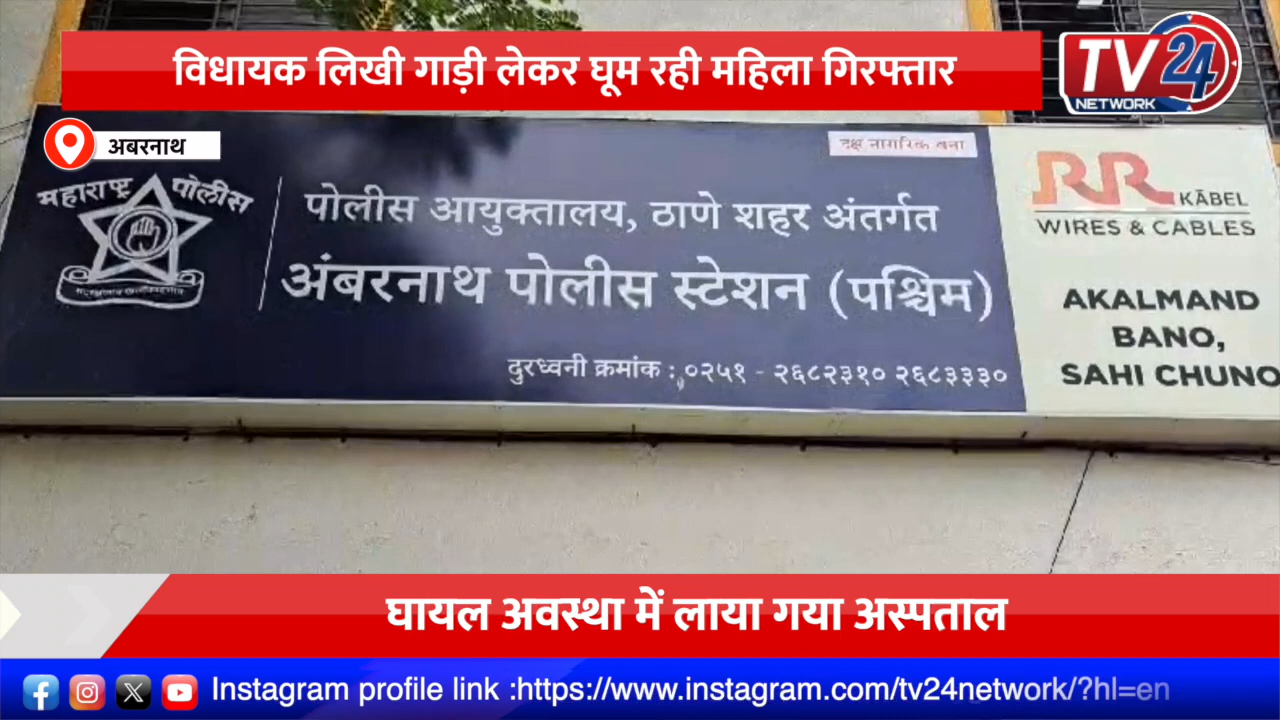 विधायक लिखी गाड़ी लेकर घूम रही महिला गिरफ्तार
TV24
NETWORK
अबरनाथ
दक्ष नागरिक बना
महाराष्ट्र पोलीस
पोलीस आयुक्तालय, ठाणे शहर अंतर्गत
अंबरनाथ पोलीस स्टेशन (पश्चिम)
दुरध्वनी क्रमांक : ०२५१ - २६८२३१० २६८३३३०
RR KĀBEL
WIRES & CABLES
AKALMAND
BANO,
SAHI CHUNO
घायल अवस्था में लाया गया अस्पताल
Instagram profile link :https://www.instagram.com/tv24network/?hl=en